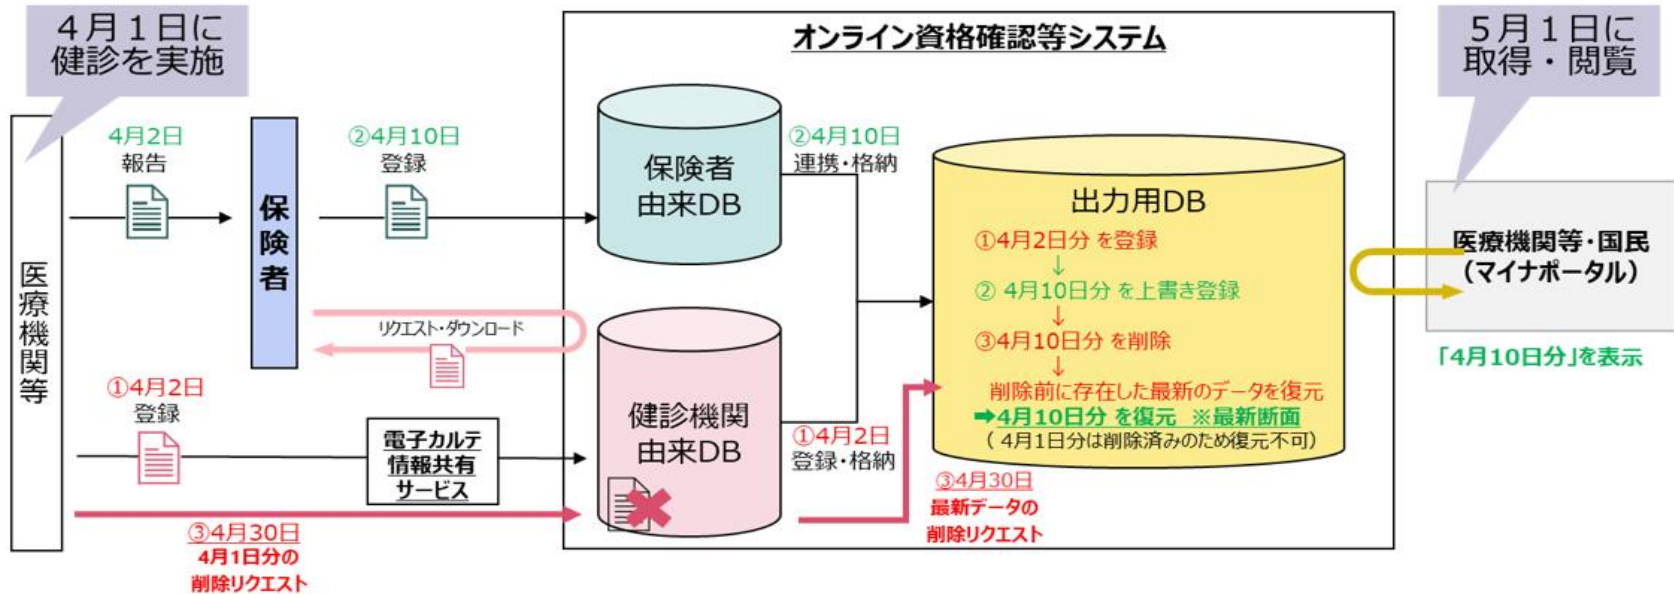 4月1日に
健診を実施
オンライン資格確認等システム
5月1日に
取得・閲覧
4月2日
報告
②4月10日
登録
保険者
保険者
由来DB
②4月10日
連携・格納
出力用DB
①4月2日分 を登録
↓
② 4月10日分 を上書き登録
↓
③4月10日分 を削除
↓
削除前に存在した最新のデータを復元
➡4月10日分 を復元 ※最新断面
( 4月1日分は削除済みのため復元不可)
医療機関等・国民
(マイナポータル)
「4月10日分」を表示
医療機関等
リクエスト・ダウンロード
①4月2日
登録
電子カルテ
情報共有
サービス
健診機関
由来DB
①4月2日
登録・格納
③4月30日
4月1日分の
削除リクエスト
③4月30日
最新データの
削除リクエスト